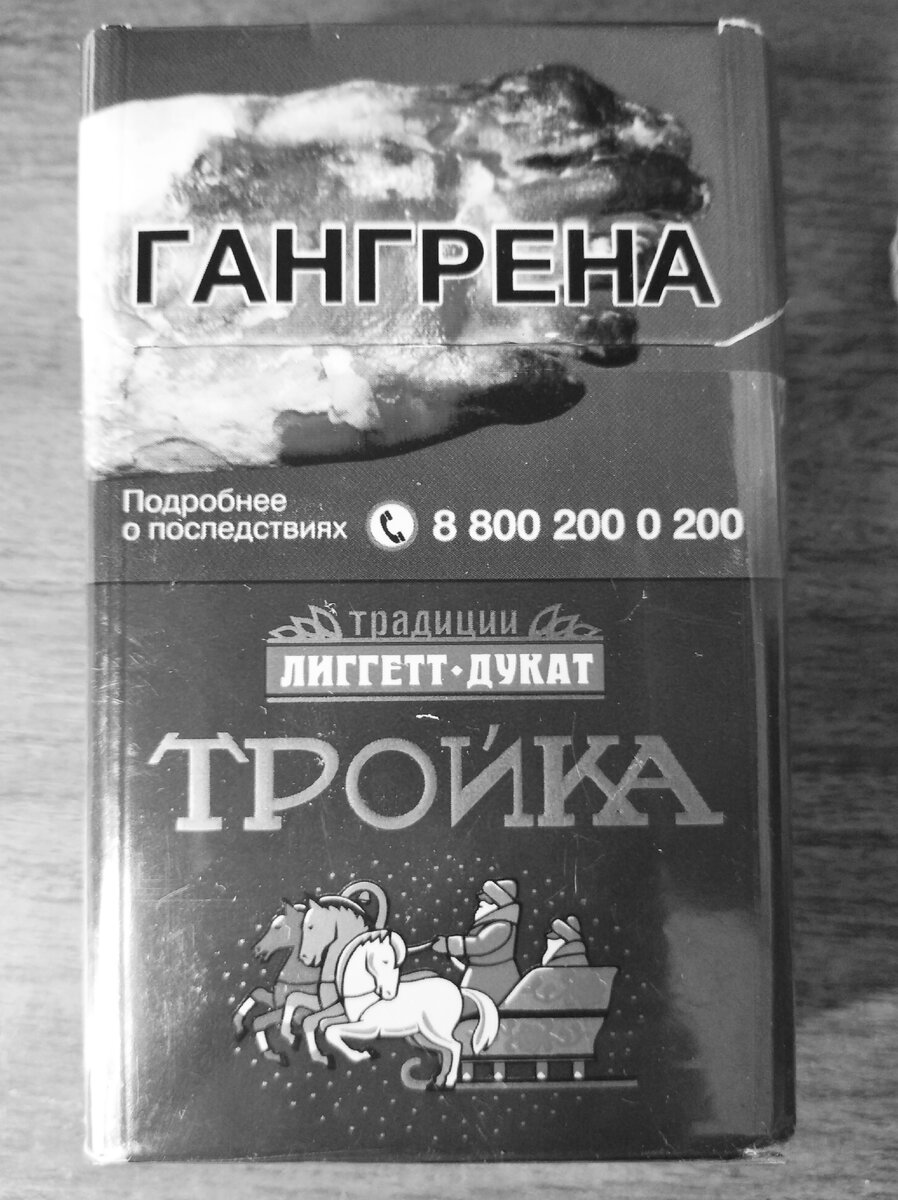 ГАНГРЕНА
Подробнее
о последствиях
8 800 200 0 200
традиции
ЛИГГЕТТ·ДУКАТ
ТРОЙКА